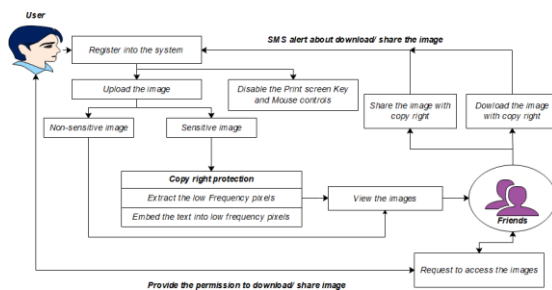 User
SMS alert about download/ share the image
Register into the system
Upload the image
Disable the Print screen Key
and Mouse controls
Share the image with
copy right
Dowload the image
with copy right
Non-sensitive image
Sensitive image
Copy right protection
Extract the low Frequency pixels
Embed the text into low frequency pixels
View the images
Friends
Request to access the images
Provide the permission to download/ share image